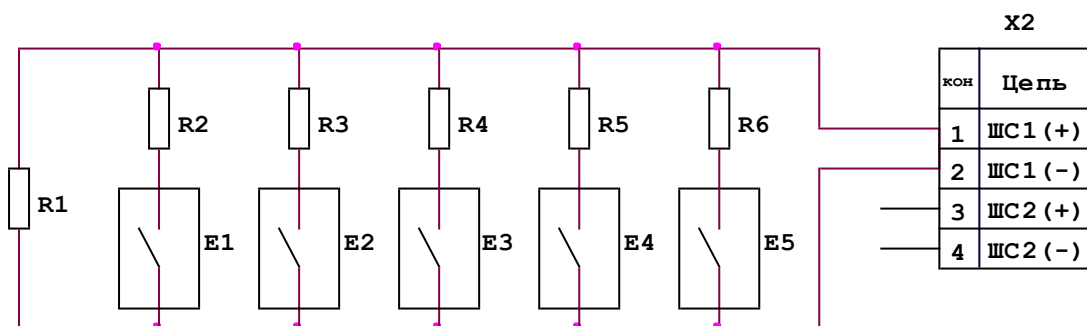 X2
кон Цепь
1 ШС1(+)
2 ШС1(-)
3 ШС2(+)
4 ШС2(-)
R2 R3 R4 R5 R6
R1
E1 E2 E3 E4 E5